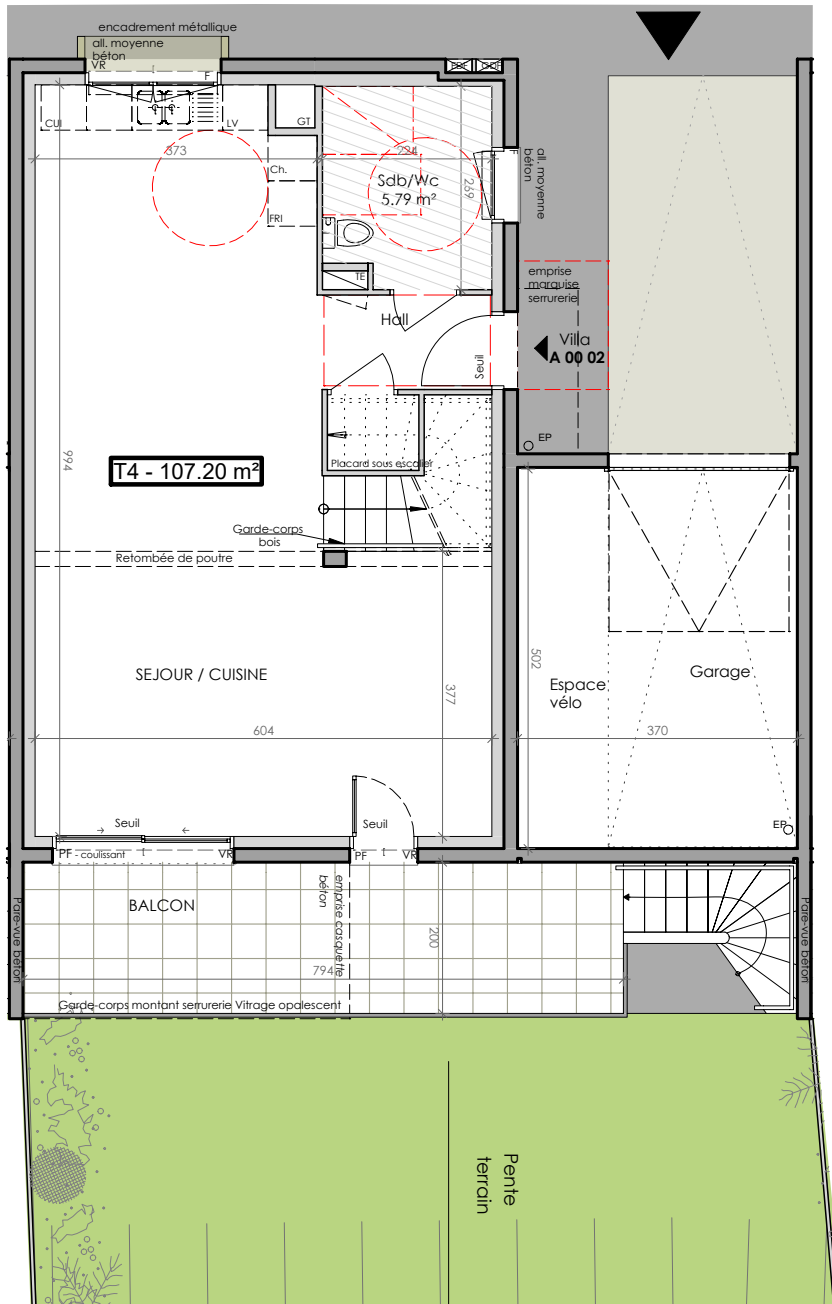 encadrement métallique
all. moyenne
béton
VR
F
CUI
LV
GT
373
224
Ch.
FRI
Sdb/Wc
5.79 m²
269
TE
F
all. moyenne
béton
emprise
marquise
serrurerie
Hall
Seuil
Villa
A 00 02
EP
994
T4 - 107.20 m²
Placard sous escalier
Garde-corps
bois
Retombée de poutre
SEJOUR / CUISINE
377
604
502
Espace
vélo
Garage
370
EP
Seuil
Seuil
PF - coulissant
VR
PF
VR
BALCON
emprise casquette
béton
200
794
Pare-vue béton
Pare-vue béton
Garde-corps montant serrurerie Vitrage opalescent
Pente
terrain